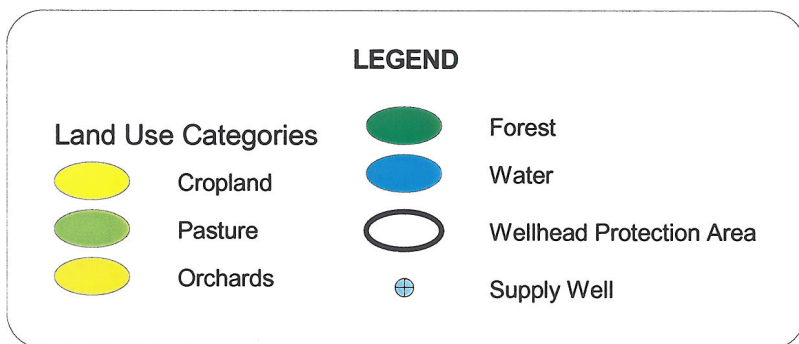 LEGEND
Land Use Categories
Cropland
Pasture
Orchards
Forest
Water
Wellhead Protection Area
Supply Well